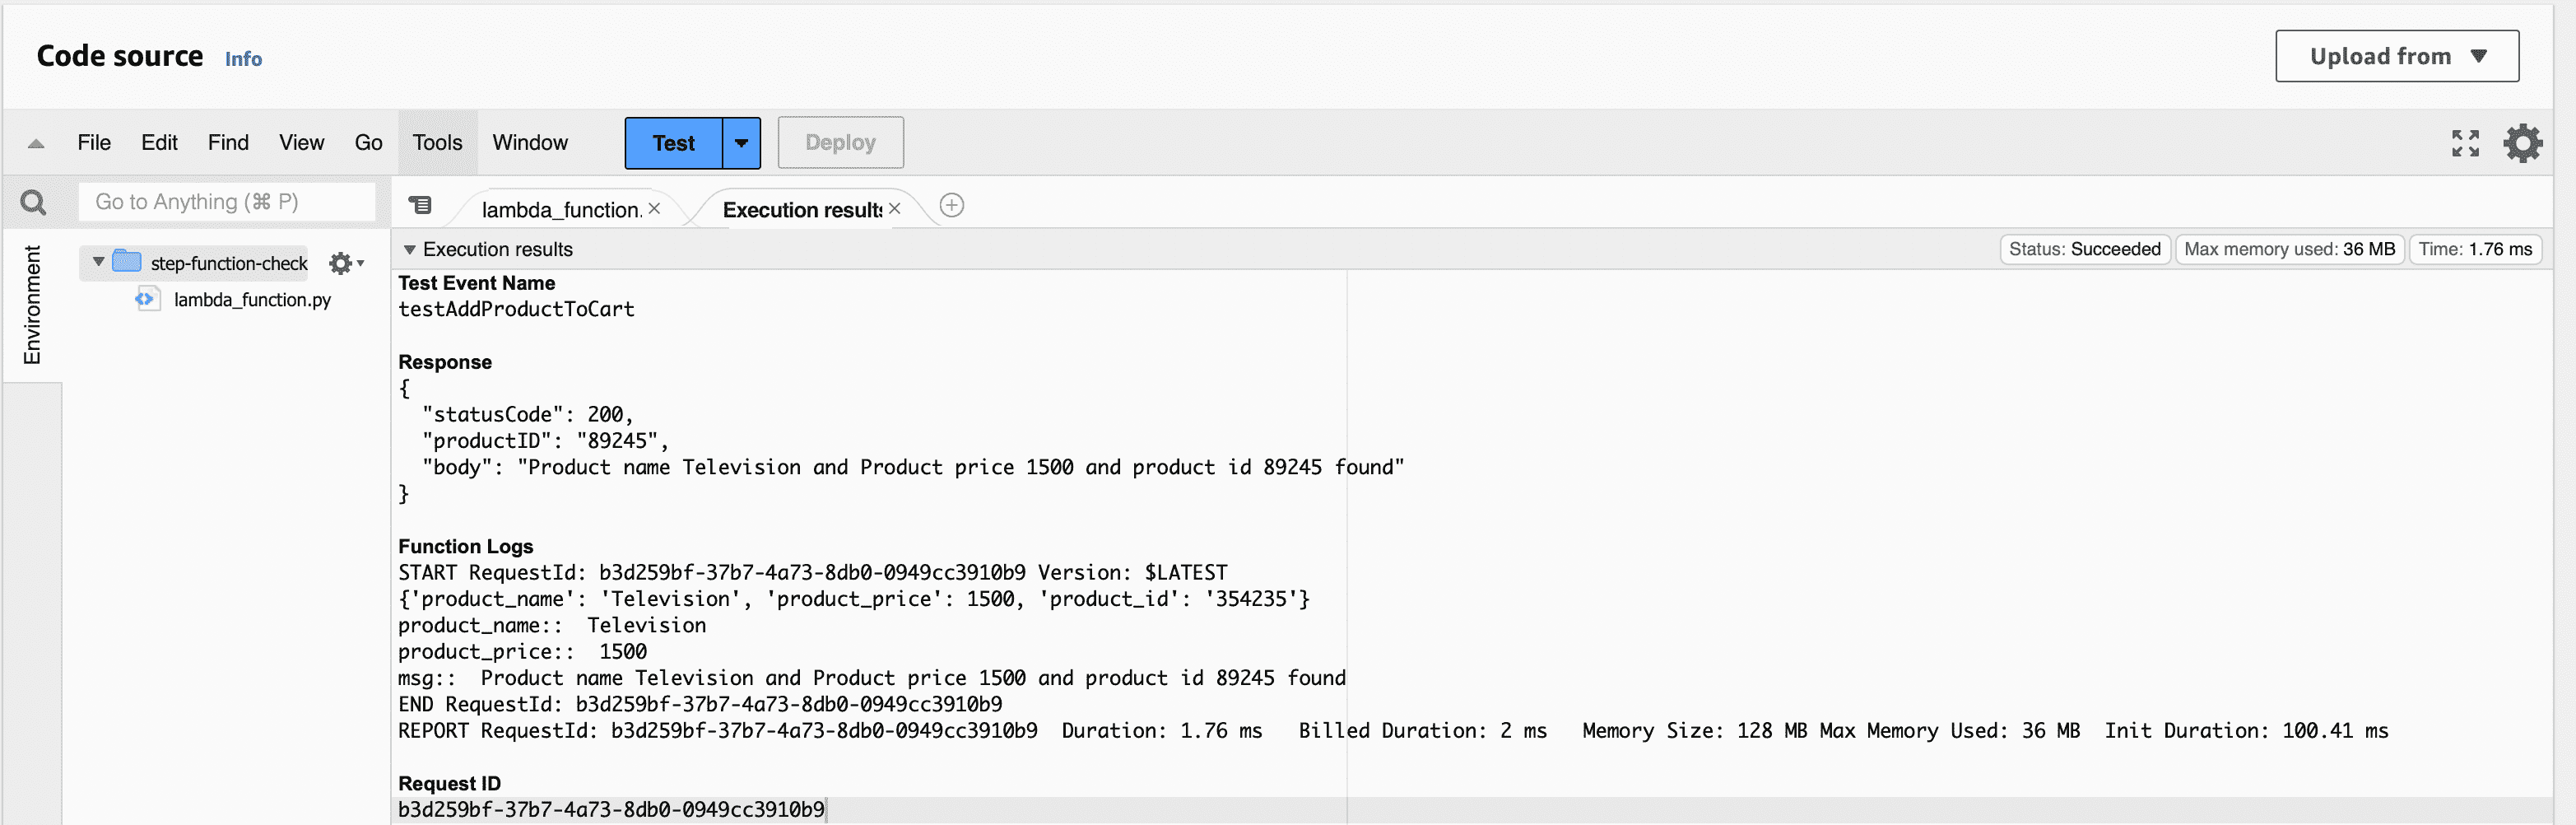 Code source Info
Upload from
File Edit Find View Go Tools Window Test Deploy
Go to Anything (⌘ P)
lambda_function.
Execution results
Environment
step-function-check
lambda_function.py
Execution results
Status: Succeeded Max memory used: 36 MB Time: 1.76 ms
Test Event Name
testAddProductToCart
Response
{
"statusCode": 200,
"productID": "89245",
"body": "Product name Television and Product price 1500 and product id 89245 found"
}
Function Logs
START RequestId: b3d259bf-37b7-4a73-8db0-0949cc3910b9 Version: $LATEST
{'product_name': 'Television', 'product_price': 1500, 'product_id': '354235'}
product_name::  Television
product_price::  1500
msg::  Product name Television and Product price 1500 and product id 89245 found
END RequestId: b3d259bf-37b7-4a73-8db0-0949cc3910b9
REPORT RequestId: b3d259bf-37b7-4a73-8db0-0949cc3910b9  Duration: 1.76 ms   Billed Duration: 2 ms   Memory Size: 128 MB Max Memory Used: 36 MB  Init Duration: 100.41 ms
Request ID
b3d259bf-37b7-4a73-8db0-0949cc3910b9